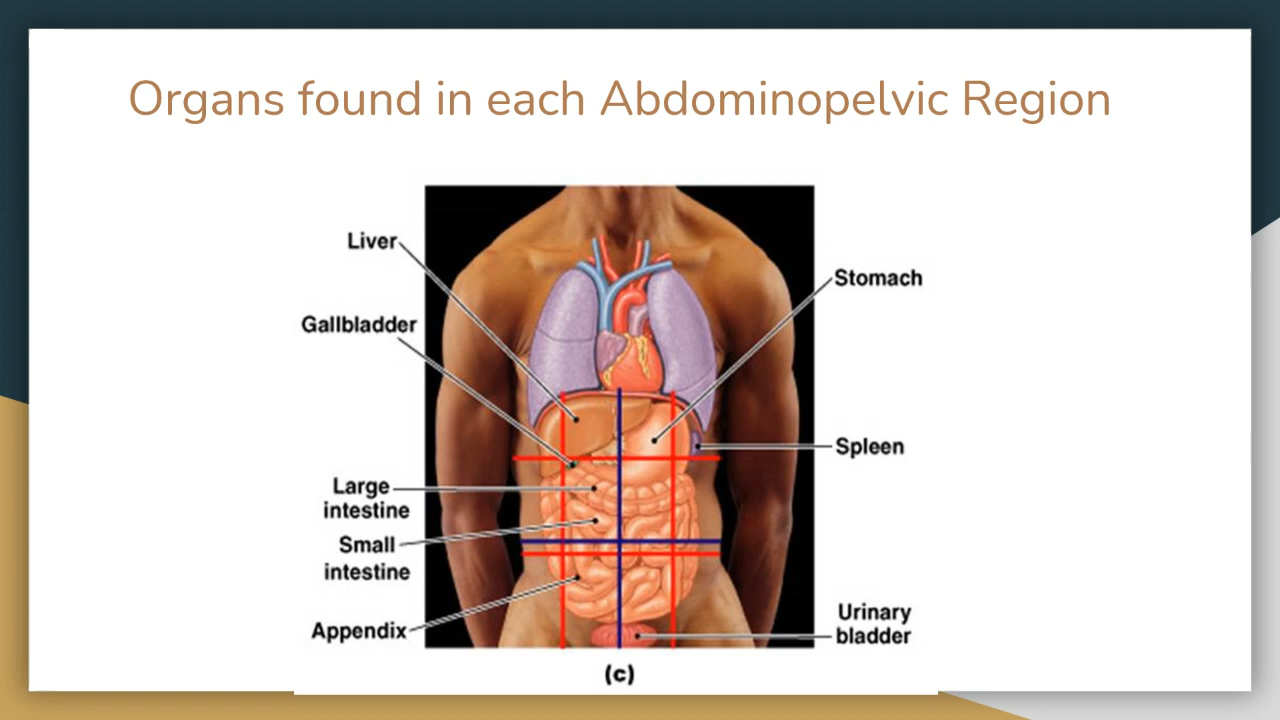 Organs found in each Abdominopelvic Region
Liver
Gallbladder
Large
intestine
Small
intestine
Appendix
Stomach
Spleen
Urinary
bladder
(c)